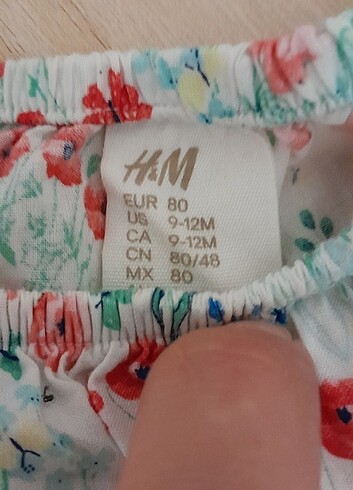 H&M
EUR 80
US 9-12M
CA 9-12M
CN 80/48
MX 80